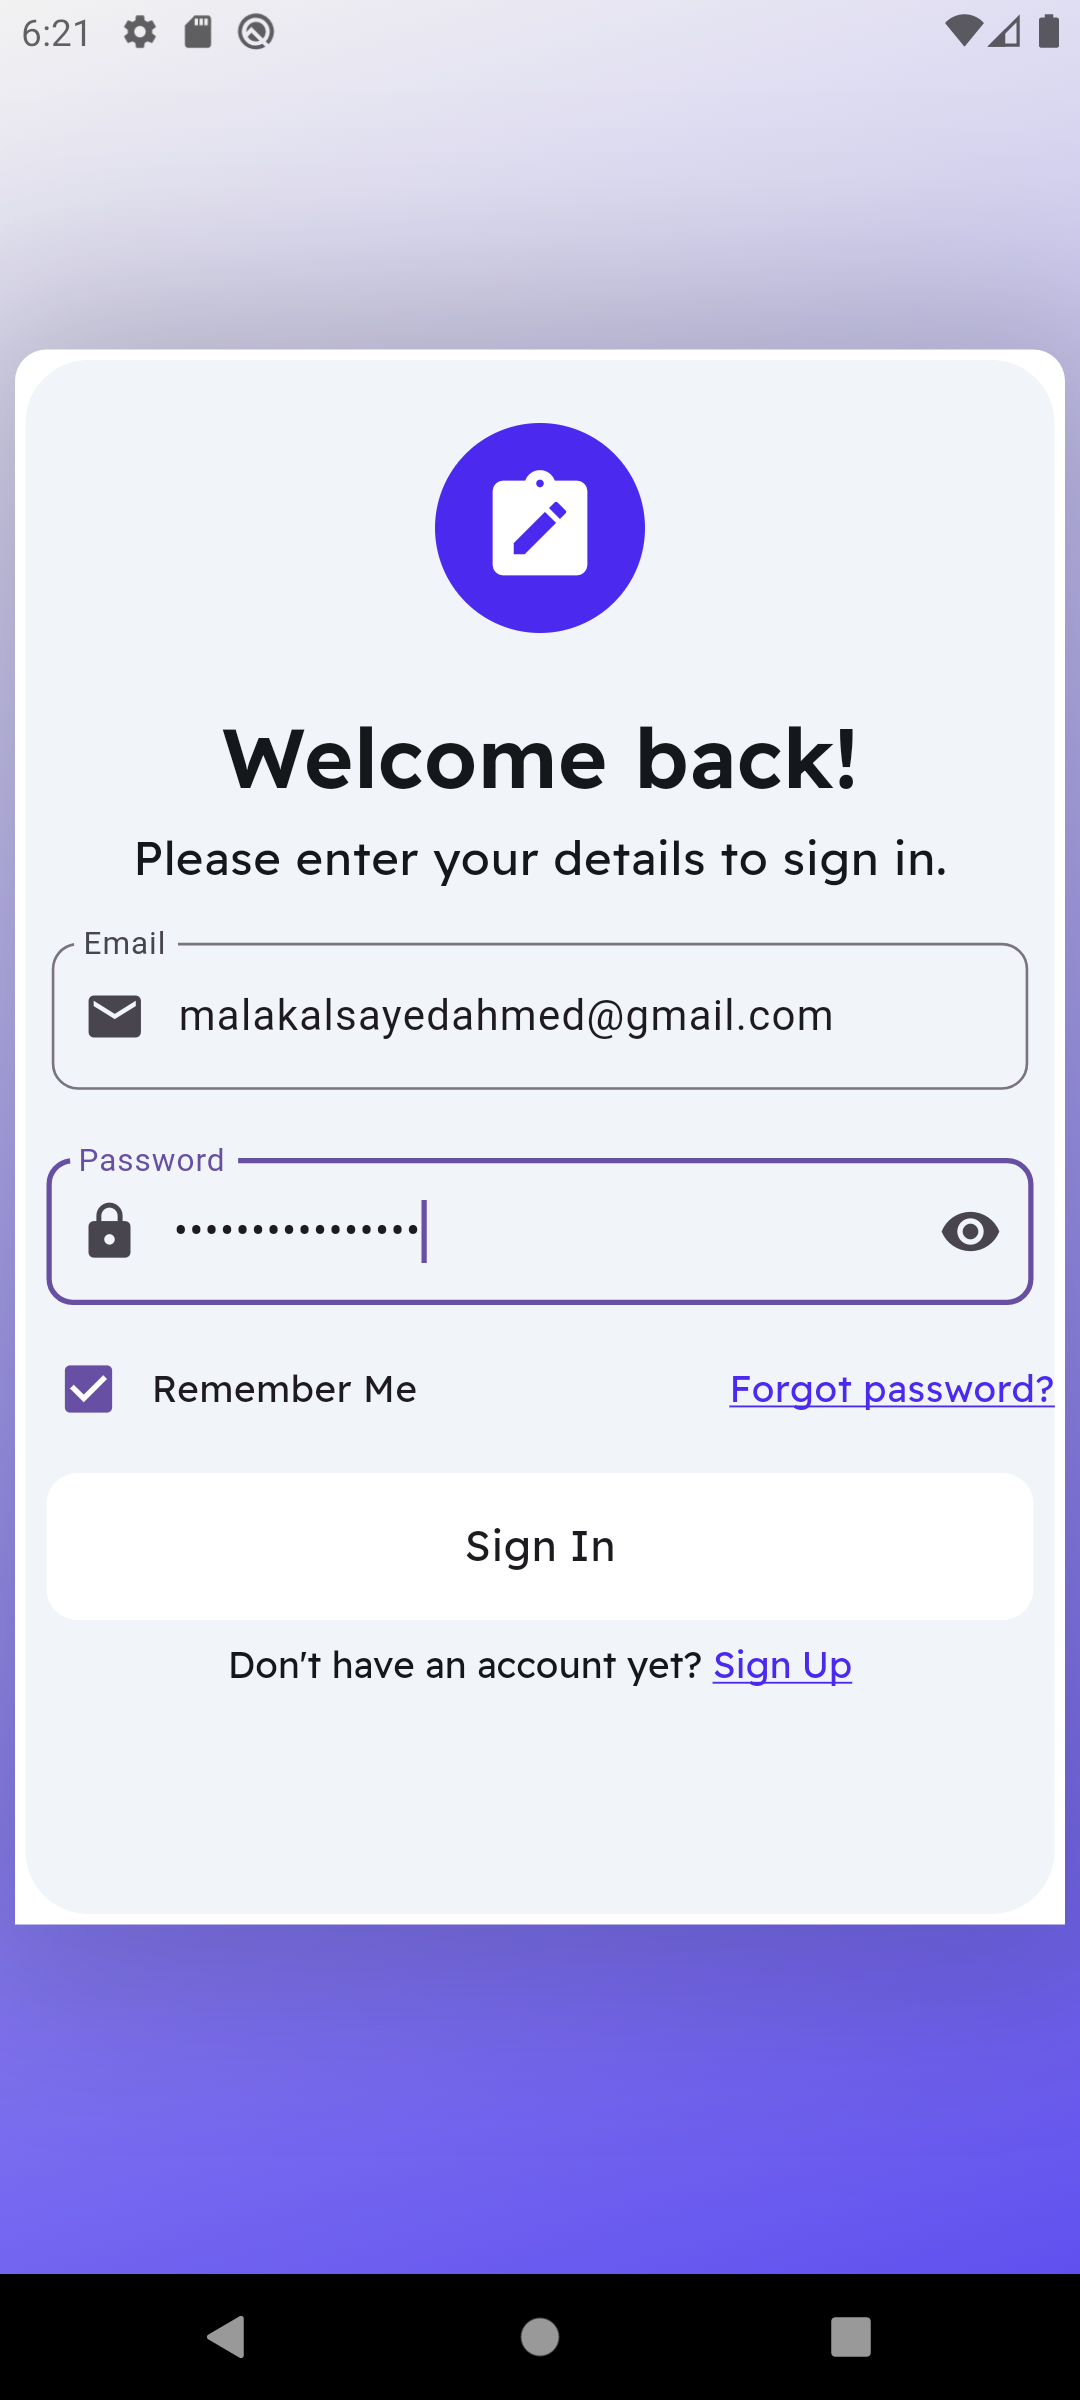 6:21
Welcome back!
Please enter your details to sign in.
Email
malakalsayedahmed@gmail.com
Password
••••••••••••••••
Remember Me
Forgot password?
Sign In
Don't have an account yet? Sign Up